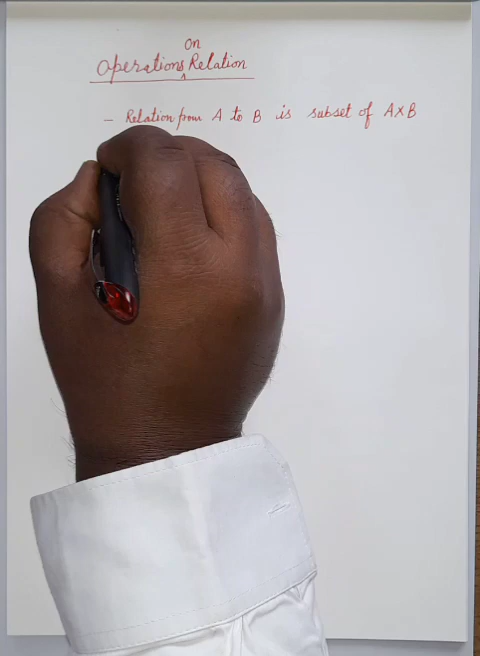 Operations On Relation
– Relation from A to B is subset of A×B